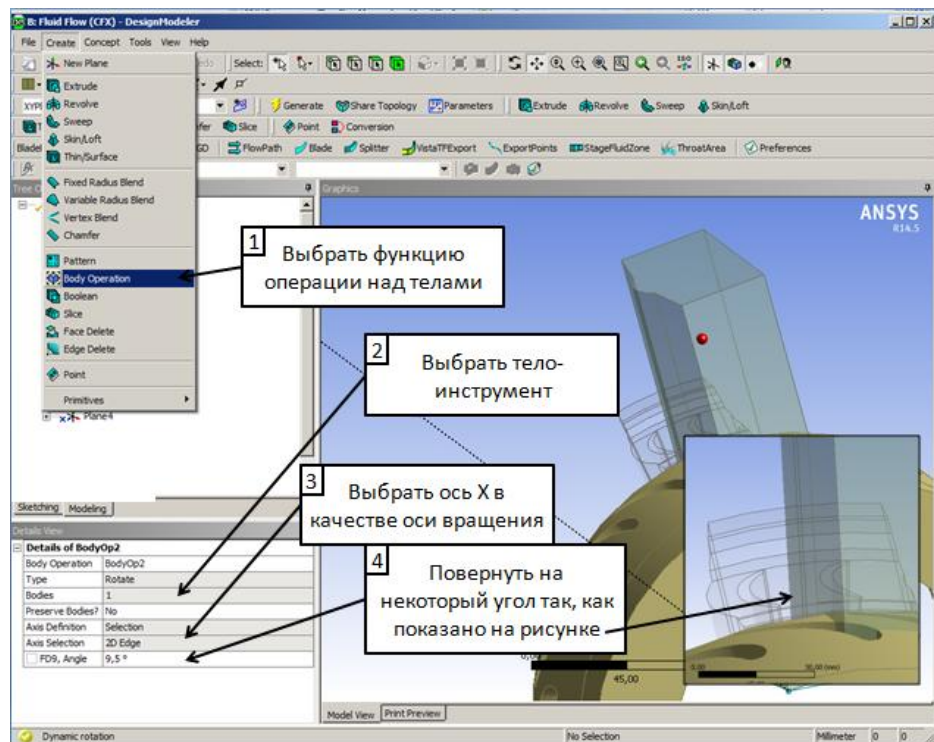 B: Fluid Flow (CFX) - DesignModeler
File Create Concept Tools View Help
New Plane
Select:
Extrude
Revolve
Sweep
Skin/Loft
Thin/Surface
Fixed Radius Blend
Variable Radius Blend
Vertex Blend
Chamfer
Pattern
Body Operation
Boolean
Slice
Face Delete
Edge Delete
Point
Primitives
Generate Share Topology Parameters Extrude Revolve Sweep Skin/Loft
Slice Point Conversion
FlowPath Blade Splitter VistaTFExport ExportPoints StageFluidZone ThroatArea Preferences
Graphics
ANSYS
R14.5
1
Выбрать функцию
операции над телами
2
Выбрать тело-
инструмент
Plane4
3
Выбрать ось X в
качестве оси вращения
4
Повернуть на
некоторый угол так, как
показано на рисунке
Sketching Modeling
Details View
Details of BodyOp2
Body Operation BodyOp2
Type Rotate
Bodies 1
Preserve Bodies? No
Axis Definition Selection
Axis Selection 2D Edge
FD9, Angle 9,5 °
45,00
0,00
Model View Print Preview
Dynamic rotation No Selection Millimeter 0 0